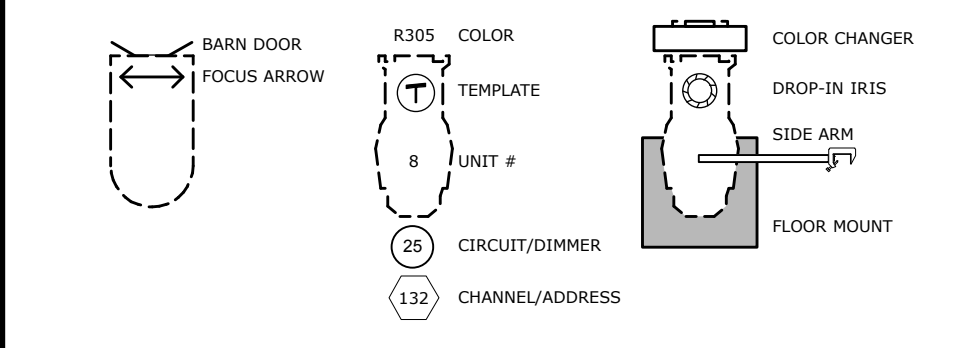 BARN DOOR
FOCUS ARROW
R305 COLOR
T TEMPLATE
8 UNIT #
25 CIRCUIT/DIMMER
132 CHANNEL/ADDRESS
COLOR CHANGER
DROP-IN IRIS
SIDE ARM
FLOOR MOUNT